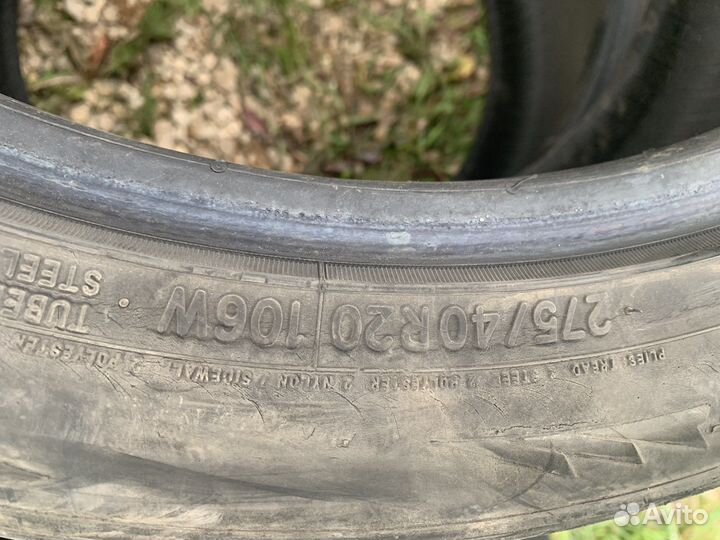 275/40R20 106W
TUBE
STEEL
PLIES: TREAD 2 STEEL 2 POLYESTER 2 NYLON / SIDEWALL 2 POLYESTER
Avito